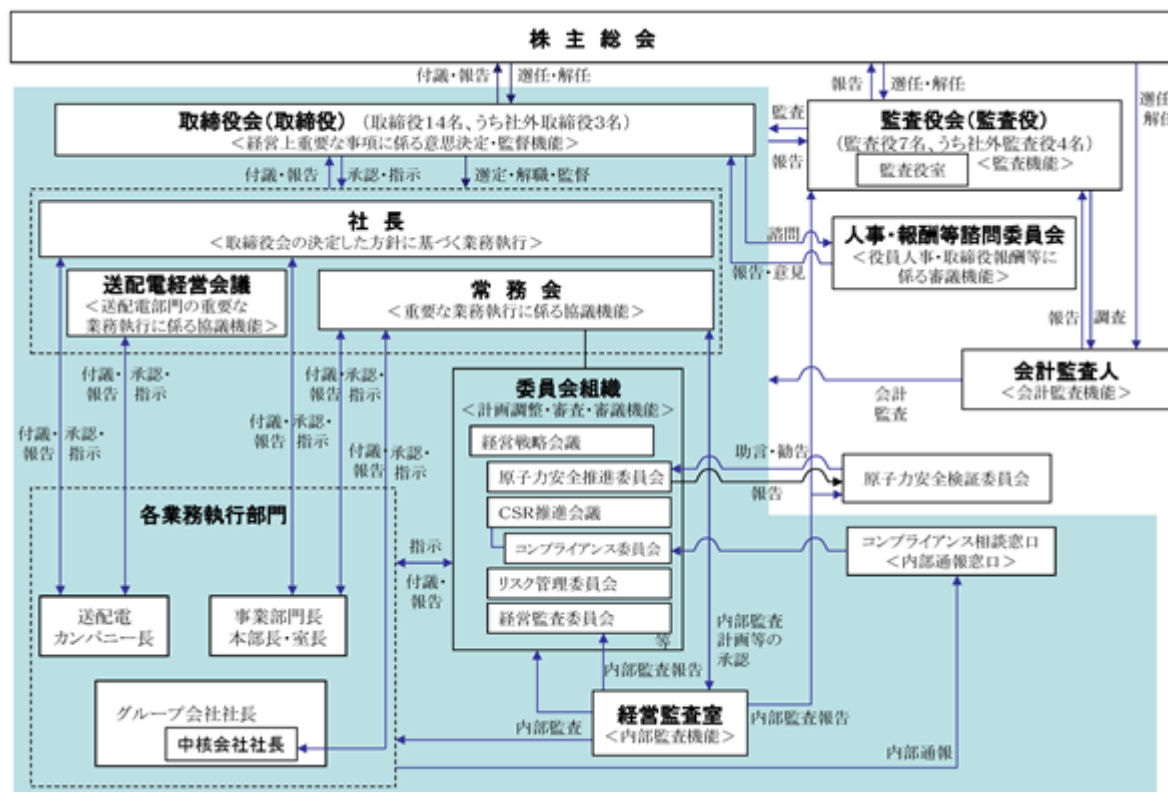 株主総会
付議・報告
選任・解任
報告
選任・解任
選任・
解任
取締役会(取締役) (取締役14名、うち社外取締役3名)
<経営上重要な事項に係る意思決定・監督機能>
監査
報告
監査役会(監査役)
(監査役7名、うち社外監査役4名)
<監査機能>
監査役室
付議・報告
承認・指示
選定・解職・監督
社長
<取締役会の決定した方針に基づく業務執行>
諮問
報告・意見
人事・報酬等諮問委員会
<役員人事・取締役報酬等に
係る審議機能>
送配電経営会議
<送配電部門の重要な
業務執行に係る協議機能>
常務会
<重要な業務執行に係る協議機能>
報告
調査
会計監査人
<会計監査機能>
会計
監査
付議・
報告
承認・
指示
付議・
報告
承認・
指示
付議・
報告
承認・
指示
付議・
報告
承認・
指示
委員会組織
<計画調整・審査・審議機能>
経営戦略会議
原子力安全推進委員会
CSR推進会議
コンプライアンス委員会
リスク管理委員会
経営監査委員会
等
助言・勧告
報告
原子力安全検証委員会
コンプライアンス相談窓口
<内部通報窓口>
各業務執行部門
指示
付議・
報告
送配電
カンパニー長
事業部門長
本部長・室長
グループ会社社長
中核会社社長
内部監査
計画等の
承認
内部監査報告
内部監査
経営監査室
<内部監査機能>
内部監査報告
内部通報